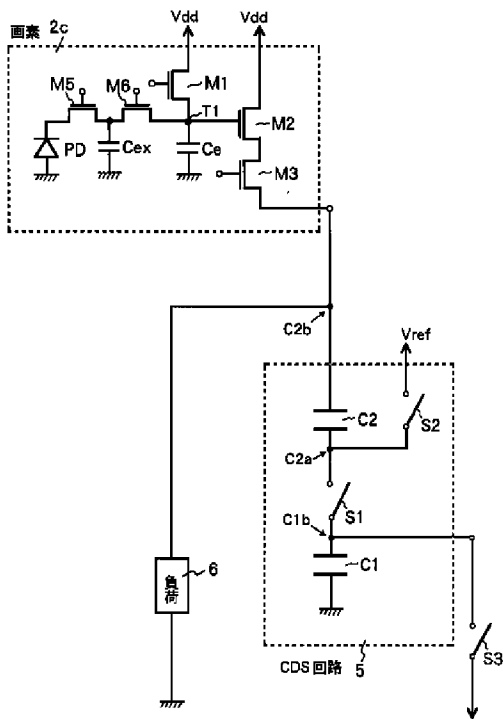 画素 2c
Vdd
Vdd
M1
M5
M6
T1
M2
PD
Cex
Ce
M3
C2b
Vref
C2
S2
C2a
S1
C1b
C1
負荷
6
S3
CDS 回路 5